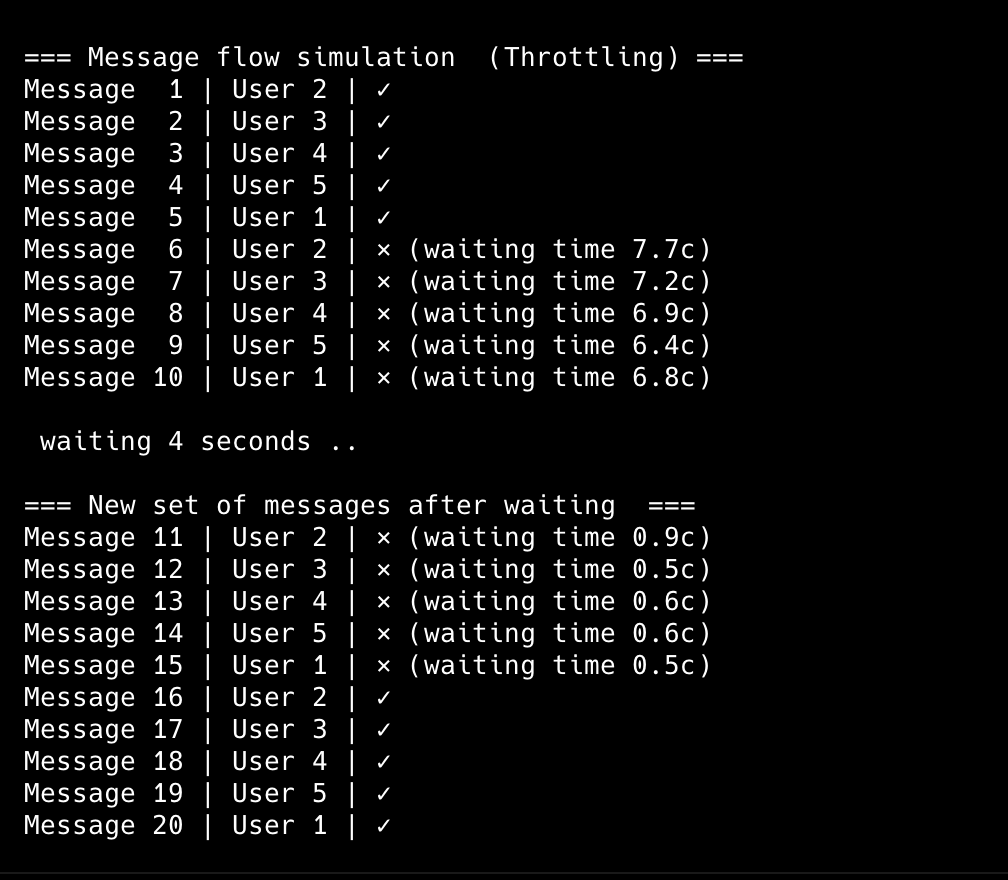 === Message flow simulation  (Throttling) ===
Message  1 | User 2 | ✓
Message  2 | User 3 | ✓
Message  3 | User 4 | ✓
Message  4 | User 5 | ✓
Message  5 | User 1 | ✓
Message  6 | User 2 | × (waiting time 7.7c)
Message  7 | User 3 | × (waiting time 7.2c)
Message  8 | User 4 | × (waiting time 6.9c)
Message  9 | User 5 | × (waiting time 6.4c)
Message 10 | User 1 | × (waiting time 6.8c)
 waiting 4 seconds ..
=== New set of messages after waiting  ===
Message 11 | User 2 | × (waiting time 0.9c)
Message 12 | User 3 | × (waiting time 0.5c)
Message 13 | User 4 | × (waiting time 0.6c)
Message 14 | User 5 | × (waiting time 0.6c)
Message 15 | User 1 | × (waiting time 0.5c)
Message 16 | User 2 | ✓
Message 17 | User 3 | ✓
Message 18 | User 4 | ✓
Message 19 | User 5 | ✓
Message 20 | User 1 | ✓